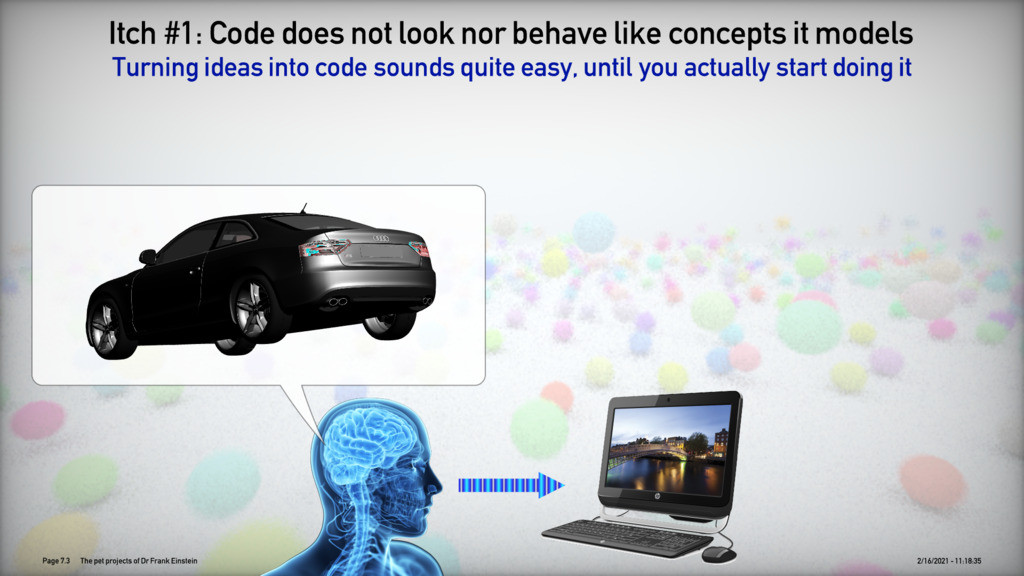 Itch #1: Code does not look nor behave like concepts it models
Turning ideas into code sounds quite easy, until you actually start doing it
Page 7.3 The pet projects of Dr Frank Einstein
2/16/2021 - 11:18:35